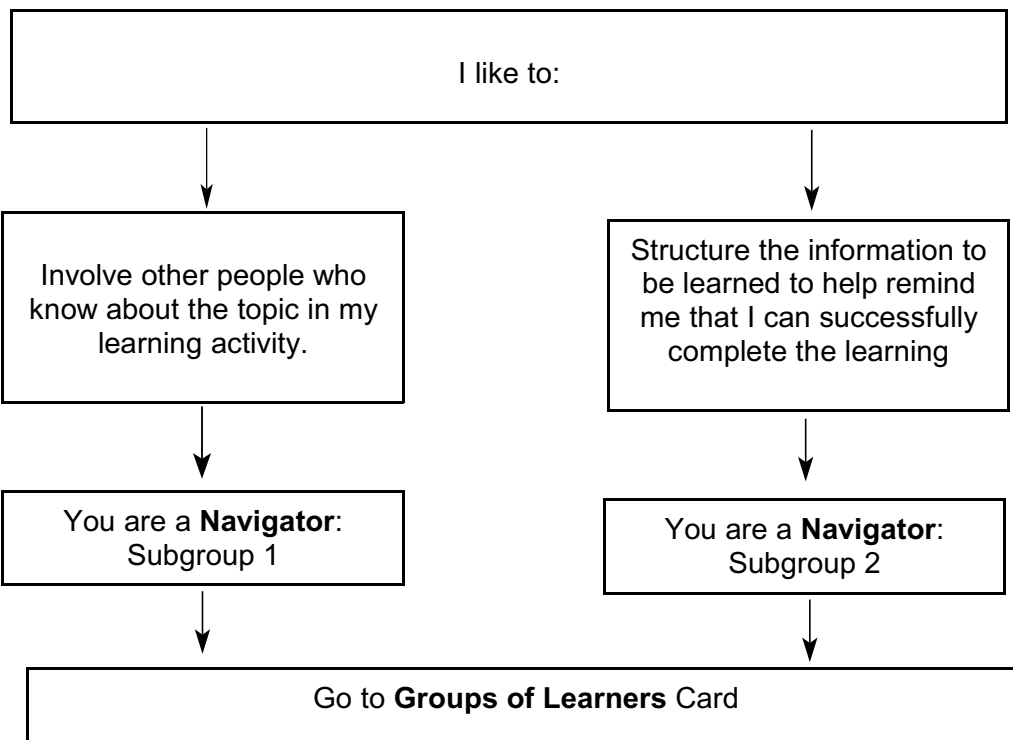 I like to:
Involve other people who
know about the topic in my
learning activity.
Structure the information to
be learned to help remind
me that I can successfully
complete the learning
You are a Navigator:
Subgroup 1
You are a Navigator:
Subgroup 2
Go to Groups of Learners Card